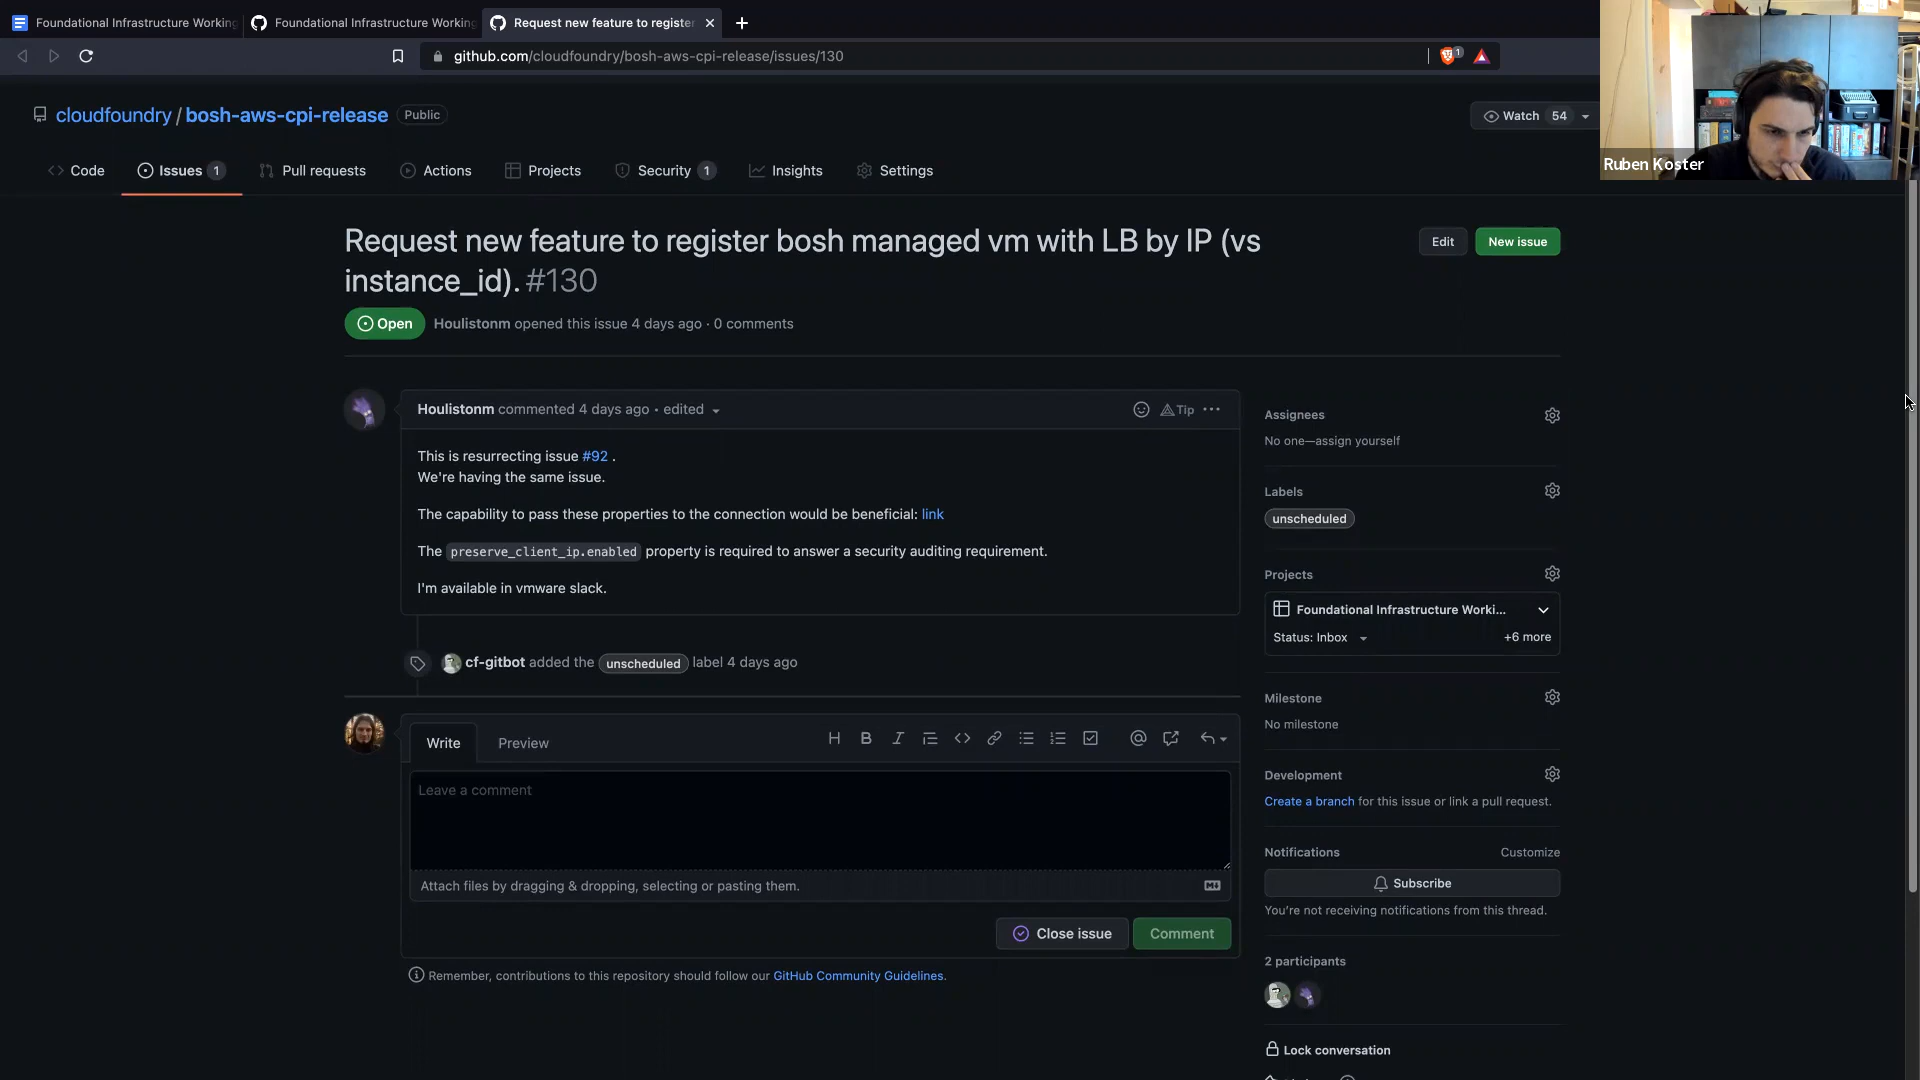 Foundational Infrastructure Working
Foundational Infrastructure Working
Request new feature to registe
github.com/cloudfoundry/bosh-aws-cpi-release/issues/130
1
cloudfoundry / bosh-aws-cpi-release
Public
Watch 54
Ruben Koster
Code
Issues 1
Pull requests
Actions
Projects
Security 1
Insights
Settings
Request new feature to register bosh managed vm with LB by IP (vs
instance_id). #130
Edit
New issue
Open
Houlistonm opened this issue 4 days ago · 0 comments
Houlistonm commented 4 days ago • edited
Tip
This is resurrecting issue #92 .
We're having the same issue.
The capability to pass these properties to the connection would be beneficial: link
The preserve_client_ip.enabled property is required to answer a security auditing requirement.
I'm available in vmware slack.
cf-gitbot added the unscheduled label 4 days ago
Write
Preview
Leave a comment
Attach files by dragging & dropping, selecting or pasting them.
Close issue
Comment
Remember, contributions to this repository should follow our GitHub Community Guidelines.
Assignees
No one—assign yourself
Labels
unscheduled
Projects
Foundational Infrastructure Worki...
Status: Inbox
+6 more
Milestone
No milestone
Development
Create a branch for this issue or link a pull request.
Notifications
Customize
Subscribe
You're not receiving notifications from this thread.
2 participants
Lock conversation